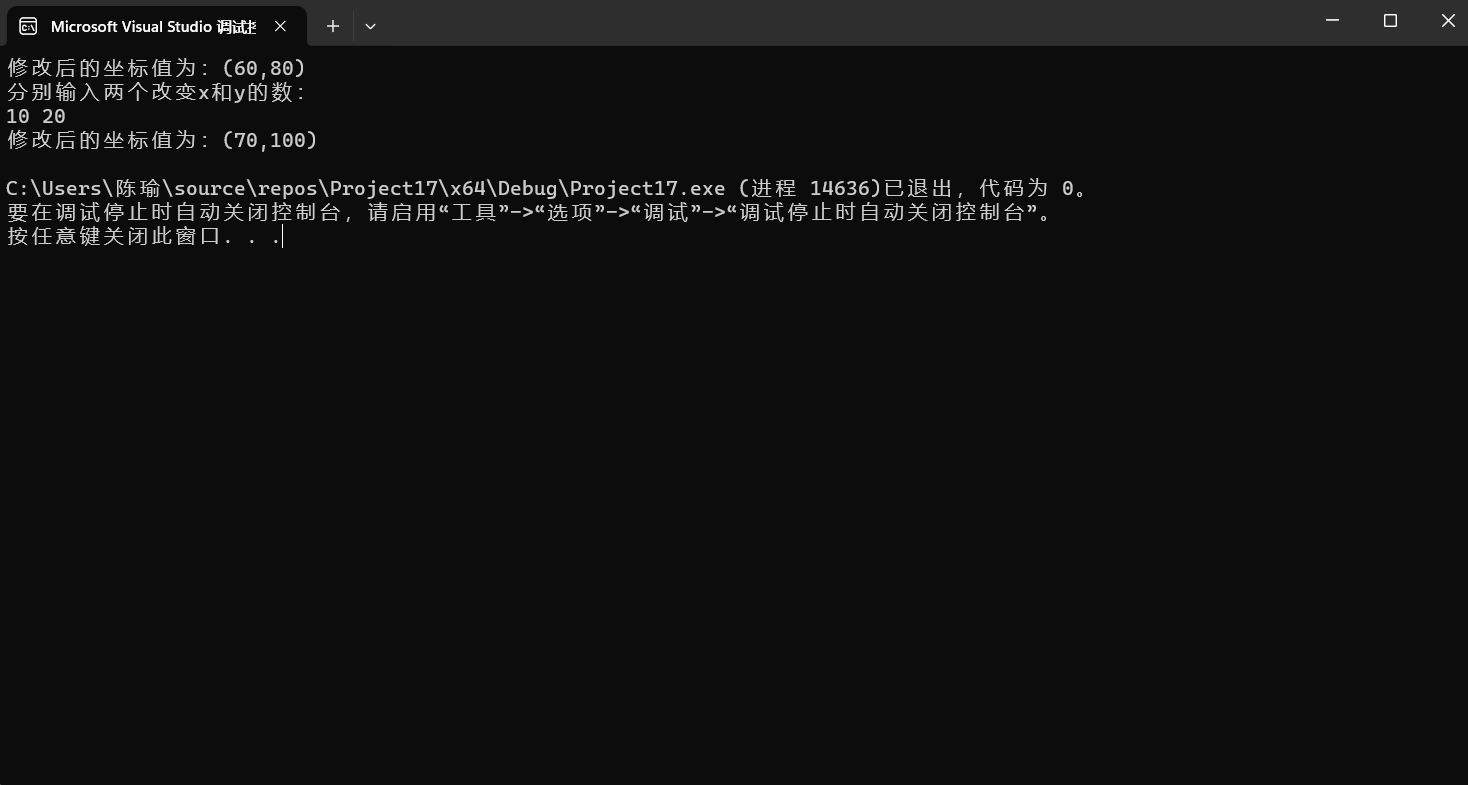 Microsoft Visual Studio 调试
修改后的坐标值为：(60,80)
分别输入两个改变x和y的数：
10 20
修改后的坐标值为：(70,100)
C:\Users\陈瑜\source\repos\Project17\x64\Debug\Project17.exe (进程 14636)已退出，代码为 0。
要在调试停止时自动关闭控制台，请启用“工具”->“选项”->“调试”->“调试停止时自动关闭控制台”。
按任意键关闭此窗口. . .